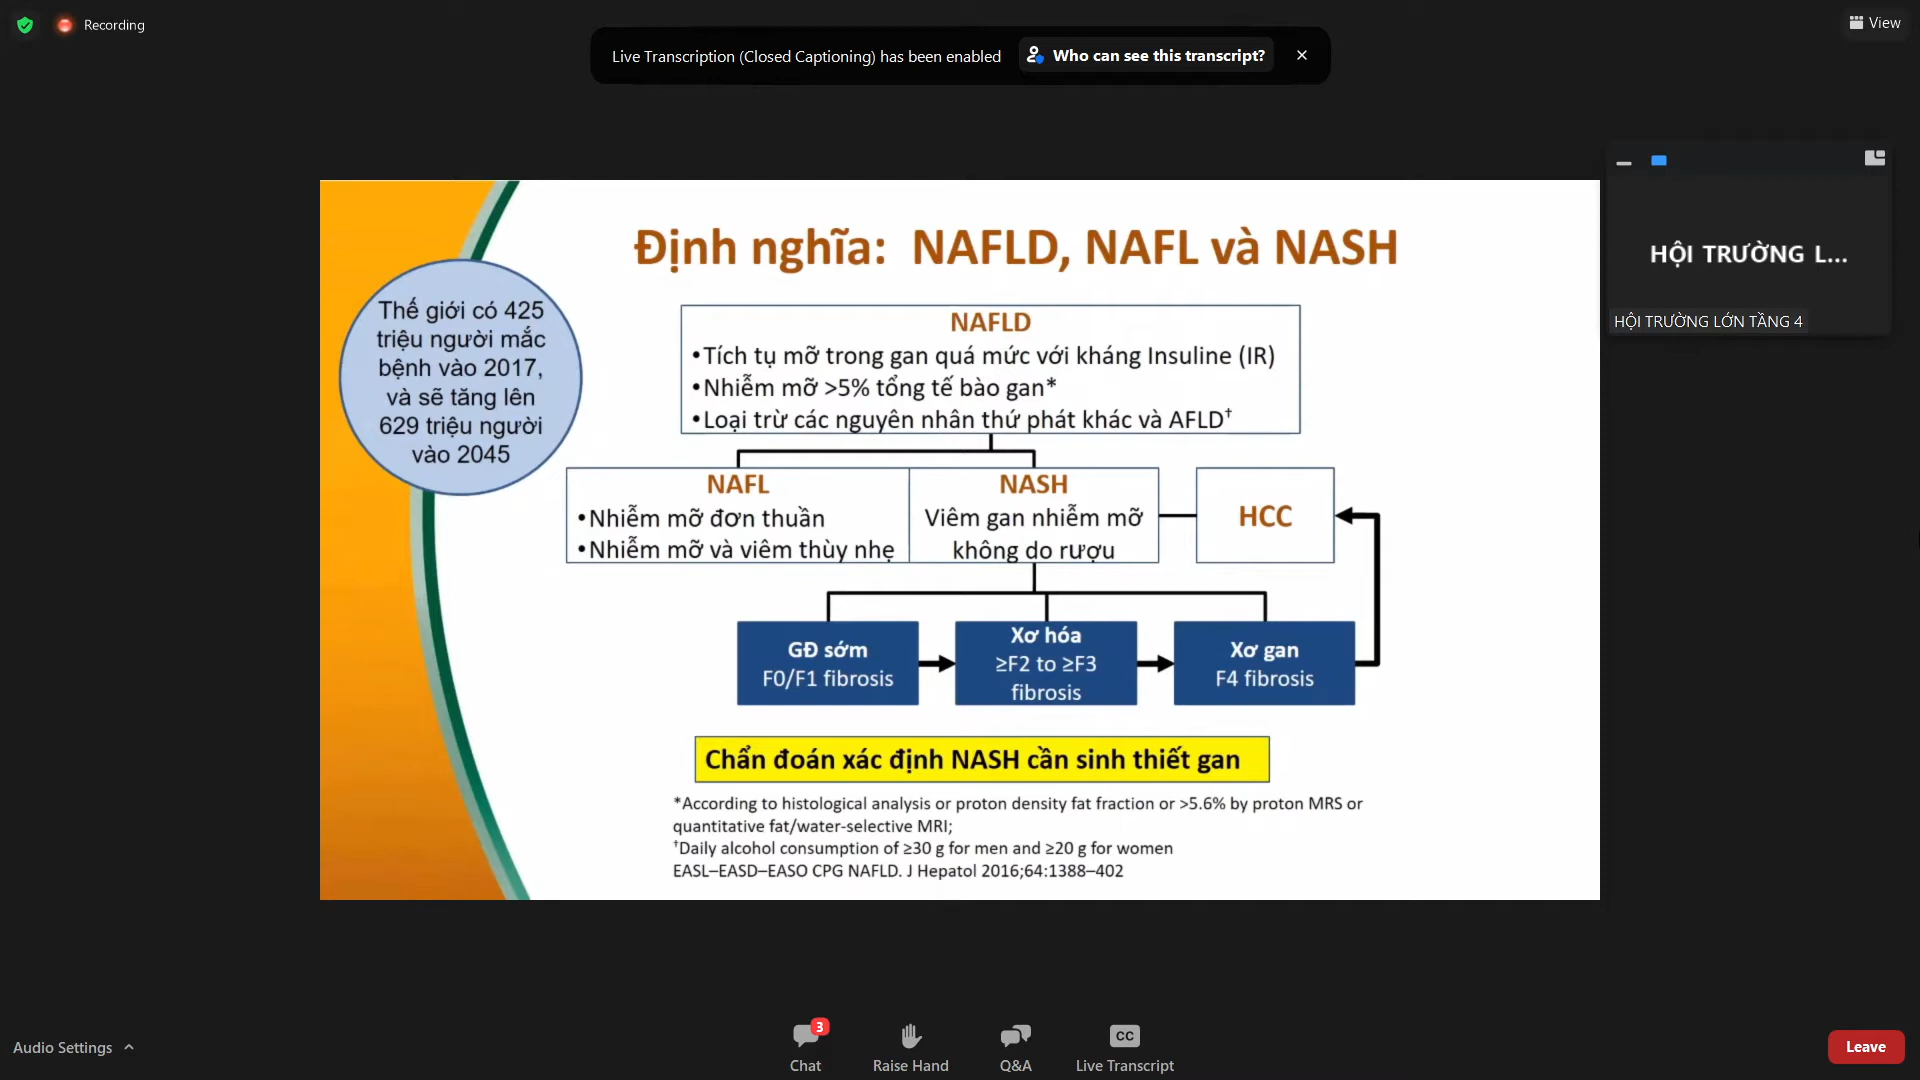 Recording
Live Transcription (Closed Captioning) has been enabled
Who can see this transcript?
View
HỘI TRƯỜNG L...
HỘI TRƯỜNG LỚN TẦNG 4
Định nghĩa: NAFLD, NAFL và NASH
Thế giới có 425
triệu người mắc
bệnh vào 2017,
và sẽ tăng lên
629 triệu người
vào 2045
NAFLD
•Tích tụ mỡ trong gan quá mức với kháng Insuline (IR)
•Nhiễm mỡ >5% tổng tế bào gan*
•Loại trừ các nguyên nhân thứ phát khác và AFLD†
NAFL
•Nhiễm mỡ đơn thuần
•Nhiễm mỡ và viêm thùy nhẹ
NASH
Viêm gan nhiễm mỡ
không do rượu
HCC
GĐ sớm
F0/F1 fibrosis
Xơ hóa
≥F2 to ≥F3
fibrosis
Xơ gan
F4 fibrosis
Chẩn đoán xác định NASH cần sinh thiết gan
*According to histological analysis or proton density fat fraction or >5.6% by proton MRS or
quantitative fat/water-selective MRI;
†Daily alcohol consumption of ≥30 g for men and ≥20 g for women
EASL–EASD–EASO CPG NAFLD. J Hepatol 2016;64:1388–402
Audio Settings
3
Chat
Raise Hand
Q&A
CC
Live Transcript
Leave